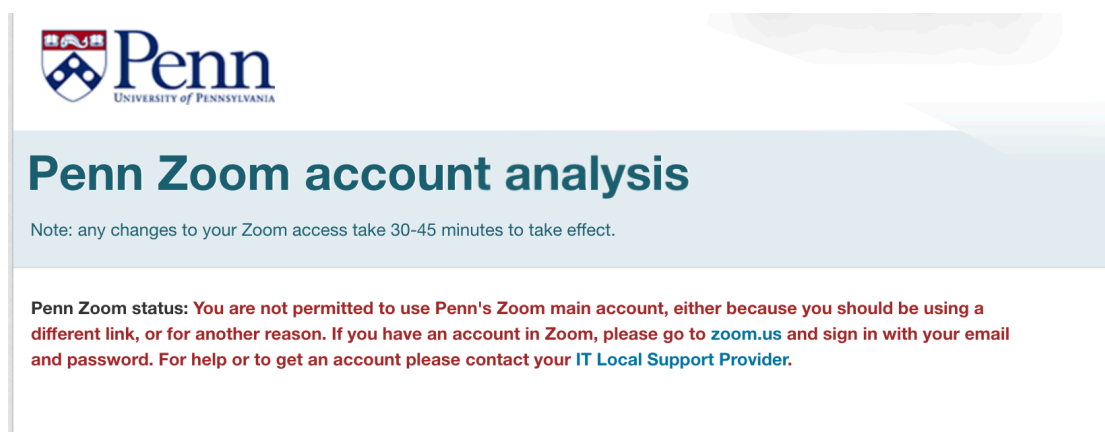 Penn
UNIVERSITY of PENNSYLVANIA
Penn Zoom account analysis
Note: any changes to your Zoom access take 30-45 minutes to take effect.
Penn Zoom status: You are not permitted to use Penn's Zoom main account, either because you should be using a
different link, or for another reason. If you have an account in Zoom, please go to zoom.us and sign in with your email
and password. For help or to get an account please contact your IT Local Support Provider.